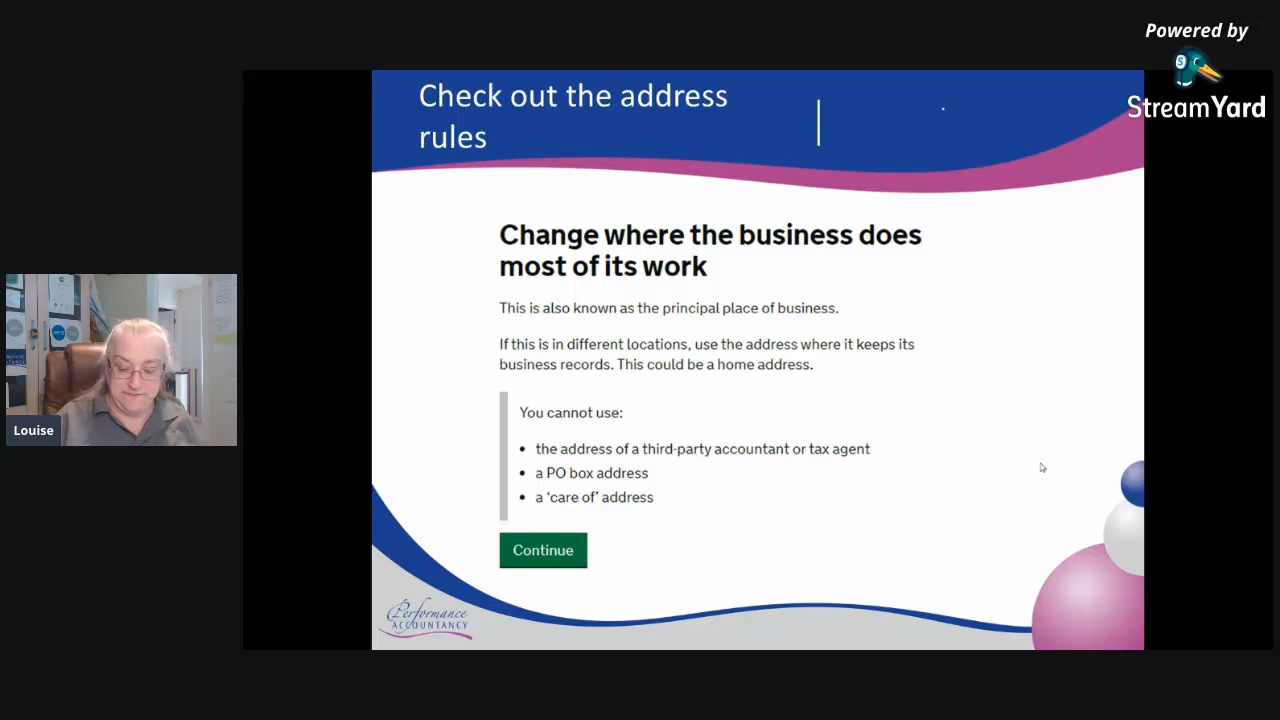 Powered by
StreamYard
Check out the address
rules
Change where the business does
most of its work
This is also known as the principal place of business.
If this is in different locations, use the address where it keeps its
business records. This could be a home address.
You cannot use:
• the address of a third-party accountant or tax agent
• a PO box address
• a ‘care of’ address
Continue
Louise
Performance
ACCOUNTANCY